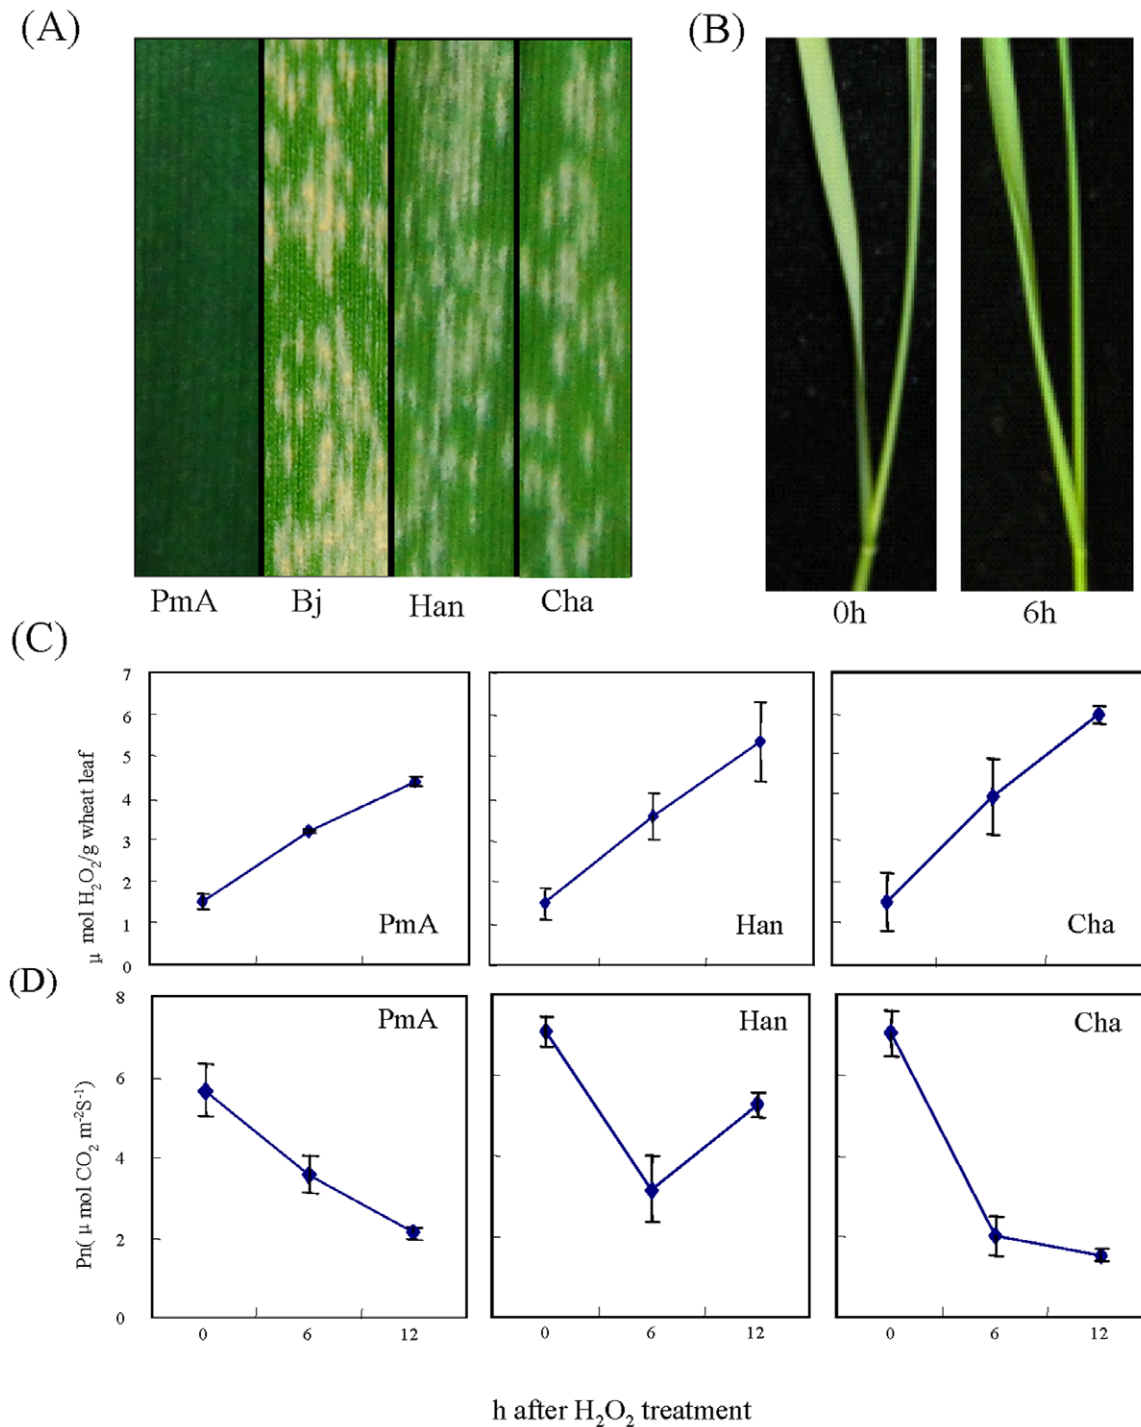 (A)
(B)
PmA Bj Han Cha
0h 6h
(C)
7
6
5
4
3
2
1
0
μ mol H₂O₂/g wheat leaf
PmA Han Cha
(D)
8
6
4
2
0
Pn( μ mol CO₂ m⁻²S⁻¹)
PmA Han Cha
0 6 12 0 6 12 0 6 12
h after H₂O₂ treatment